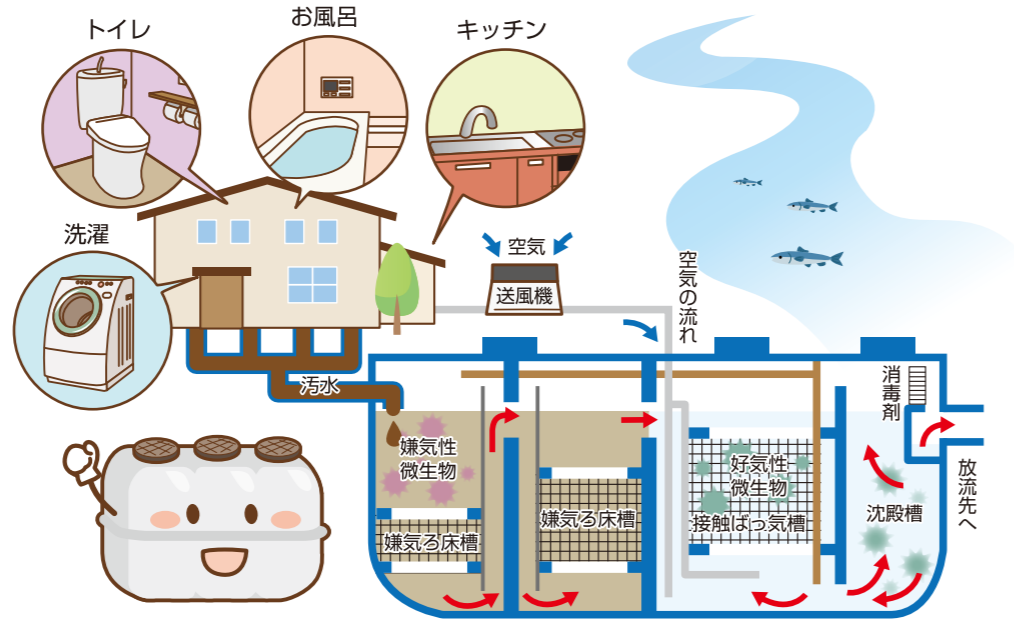 トイレ
お風呂
キッチン
洗濯
空気
送風機
空気の流れ
汚水
嫌気性
微生物
嫌気ろ床槽
嫌気ろ床槽
好気性
微生物
接触ばっ気槽
消毒剤
沈殿槽
放流先へ